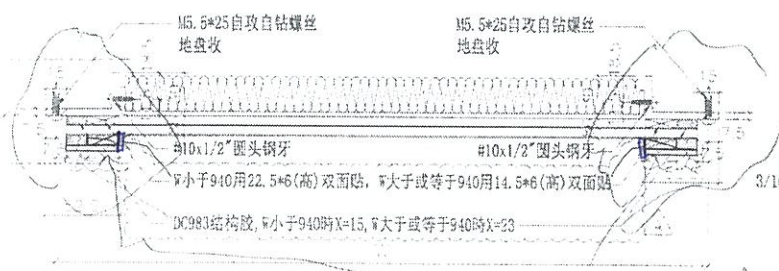 M5.5*25自攻自钻螺丝
地盘收
M5.5*25自攻自钻螺丝
地盘收
#10x1/2"圆头钢牙
#10x1/2"圆头钢牙
W小于940用22.5*6(高)双面贴, W大于或等于940用14.5*6(高)双面贴
DC983结构胶,W小于940時X=15,W大于或等于940時X=23